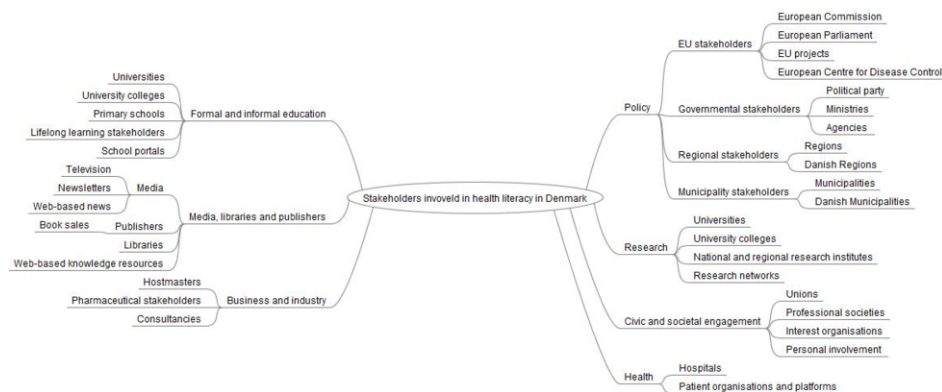 Stakeholders invoveld in health literacy in Denmark
Formal and informal education
Universities
University colleges
Primary schools
Lifelong learning stakeholders
School portals
Media, libraries and publishers
Media
Television
Newsletters
Web-based news
Publishers
Book sales
Libraries
Web-based knowledge resources
Business and industry
Hostmasters
Pharmaceutical stakeholders
Consultancies
Policy
EU stakeholders
European Commission
European Parliament
EU projects
European Centre for Disease Control
Governmental stakeholders
Political party
Ministries
Agencies
Regional stakeholders
Regions
Danish Regions
Municipality stakeholders
Municipalities
Danish Municipalities
Research
Universities
University colleges
National and regional research institutes
Research networks
Civic and societal engagement
Unions
Professional societies
Interest organisations
Personal involvement
Health
Hospitals
Patient organisations and platforms